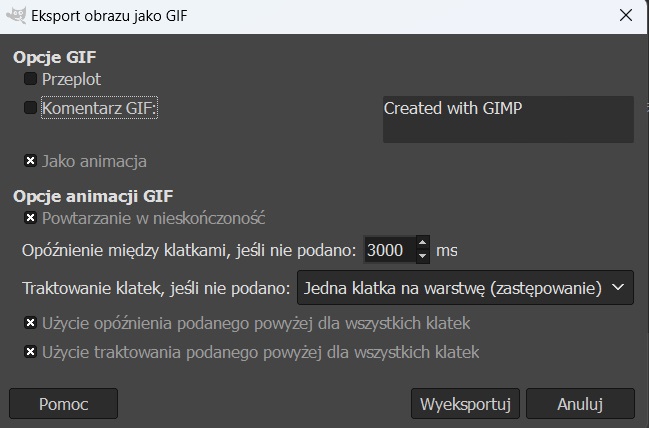 Eksport obrazu jako GIF
Opcje GIF
Przeplot
Komentarz GIF:
Created with GIMP
Jako animacja
Opcje animacji GIF
Powtarzanie w nieskończoność
Opóźnienie między klatkami, jeśli nie podano: 3000 ms
Traktowanie klatek, jeśli nie podano: Jedna klatka na warstwę (zastępowanie)
Użycie opóźnienia podanego powyżej dla wszystkich klatek
Użycie traktowania podanego powyżej dla wszystkich klatek
Pomoc Wyeksportuj Anuluj